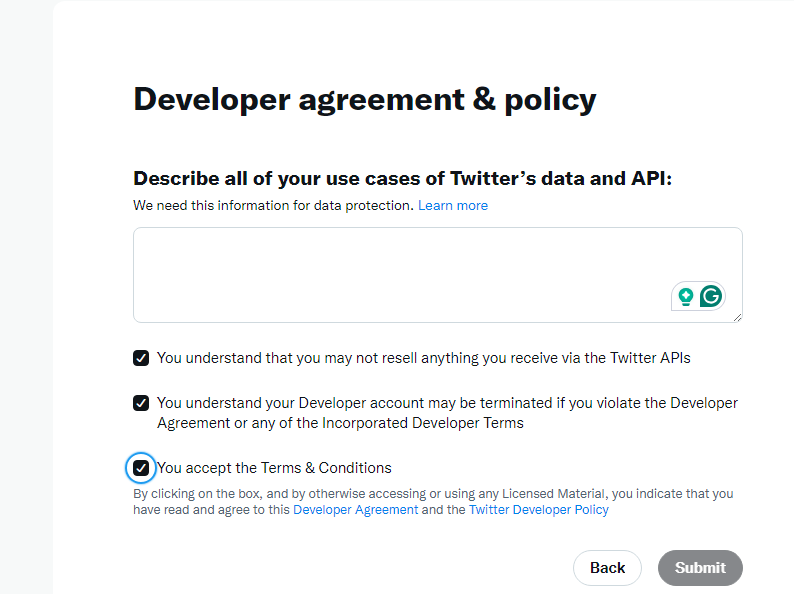 Developer agreement & policy
Describe all of your use cases of Twitter’s data and API:
We need this information for data protection. Learn more
You understand that you may not resell anything you receive via the Twitter APIs
You understand your Developer account may be terminated if you violate the Developer
Agreement or any of the Incorporated Developer Terms
You accept the Terms & Conditions
By clicking on the box, and by otherwise accessing or using any Licensed Material, you indicate that you
have read and agree to this Developer Agreement and the Twitter Developer Policy
Back Submit